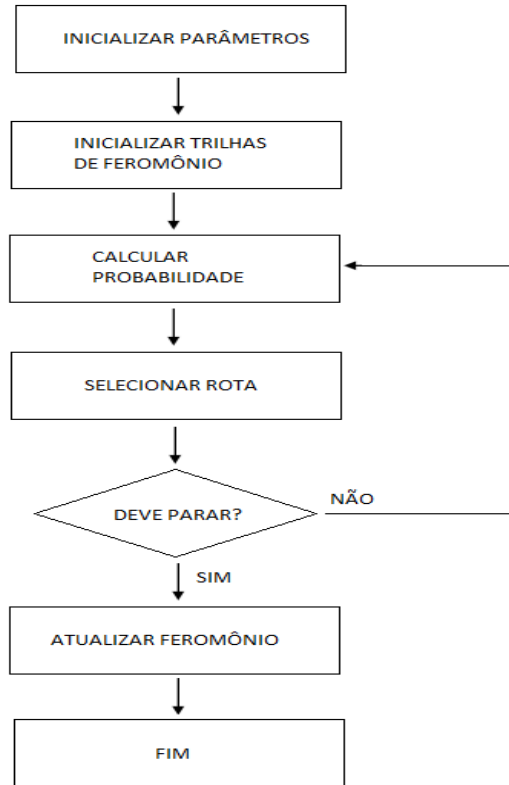 INICIALIZAR PARÂMETROS
INICIALIZAR TRILHAS
DE FEROMÔNIO
CALCULAR
PROBABILIDADE
SELECIONAR ROTA
DEVE PARAR?
NÃO
SIM
ATUALIZAR FEROMÔNIO
FIM